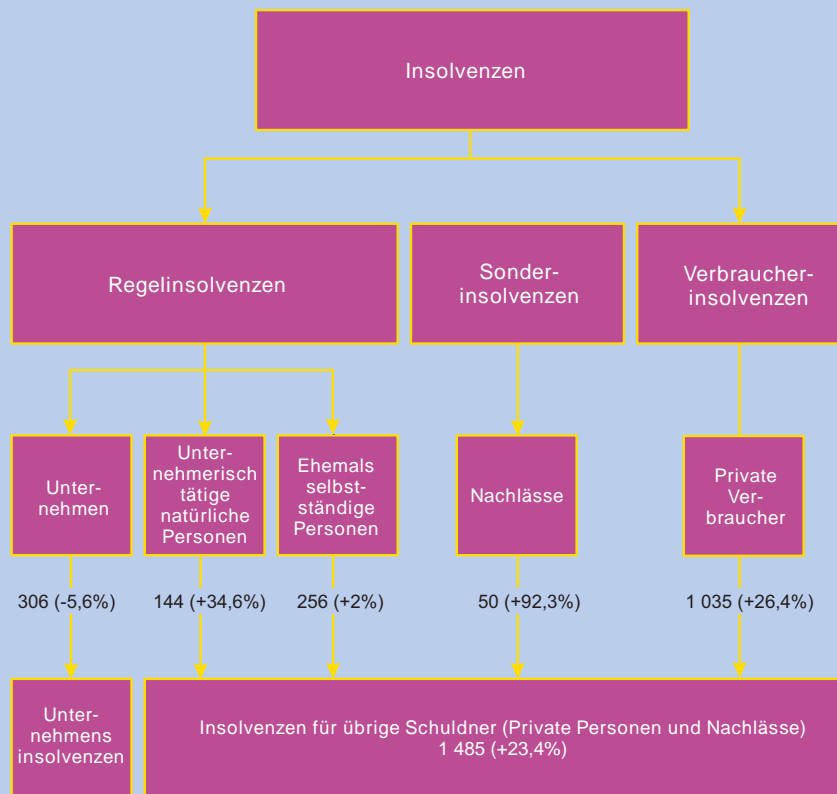 Insolvenzen
Regelinsolvenzen
Sonder-
insolvenzen
Verbraucher-
insolvenzen
Unter-
nehmen
Unter-
nehmerisch
tätige
natürliche
Personen
Ehemals
selbst-
ständige
Personen
Nachlässe
Private
Ver-
braucher
306 (-5,6%)
144 (+34,6%)
256 (+2%)
50 (+92,3%)
1 035 (+26,4%)
Unter-
nehmens
insolvenzen
Insolvenzen für übrige Schuldner (Private Personen und Nachlässe)
1 485 (+23,4%)